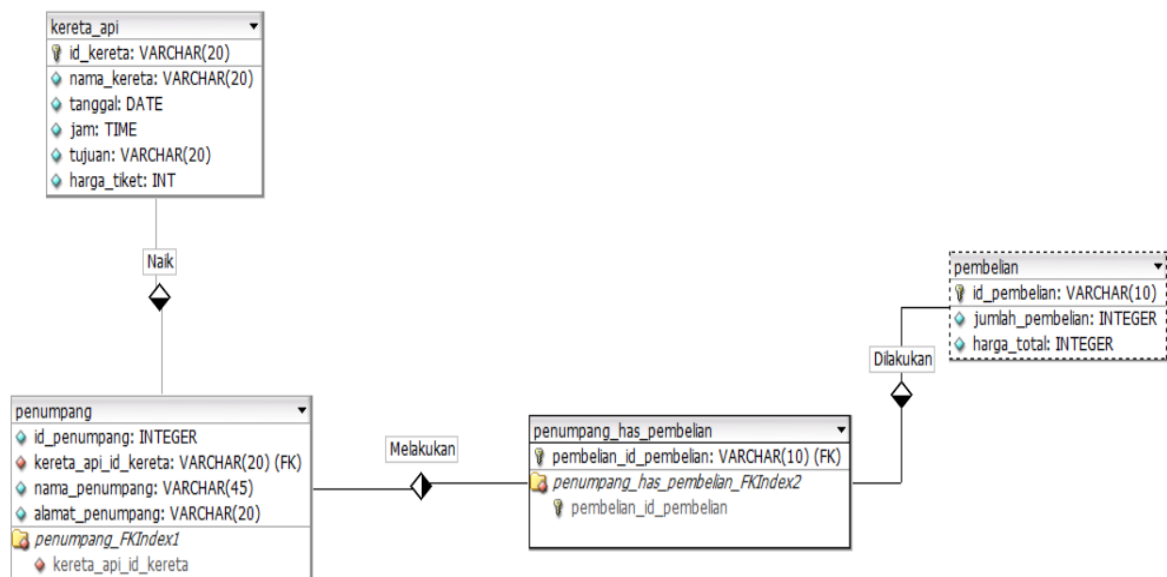 kereta_api
id_kereta: VARCHAR(20)
nama_kereta: VARCHAR(20)
tanggal: DATE
jam: TIME
tujuan: VARCHAR(20)
harga_tiket: INT
Naik
pembelian
id_pembelian: VARCHAR(10)
jumlah_pembelian: INTEGER
harga_total: INTEGER
Dilakukan
penumpang
id_penumpang: INTEGER
kereta_api_id_kereta: VARCHAR(20) (FK)
nama_penumpang: VARCHAR(45)
alamat_penumpang: VARCHAR(20)
penumpang_FKIndex1
kereta_api_id_kereta
Melakukan
penumpang_has_pembelian
pembelian_id_pembelian: VARCHAR(10) (FK)
penumpang_has_pembelian_FKIndex2
pembelian_id_pembelian